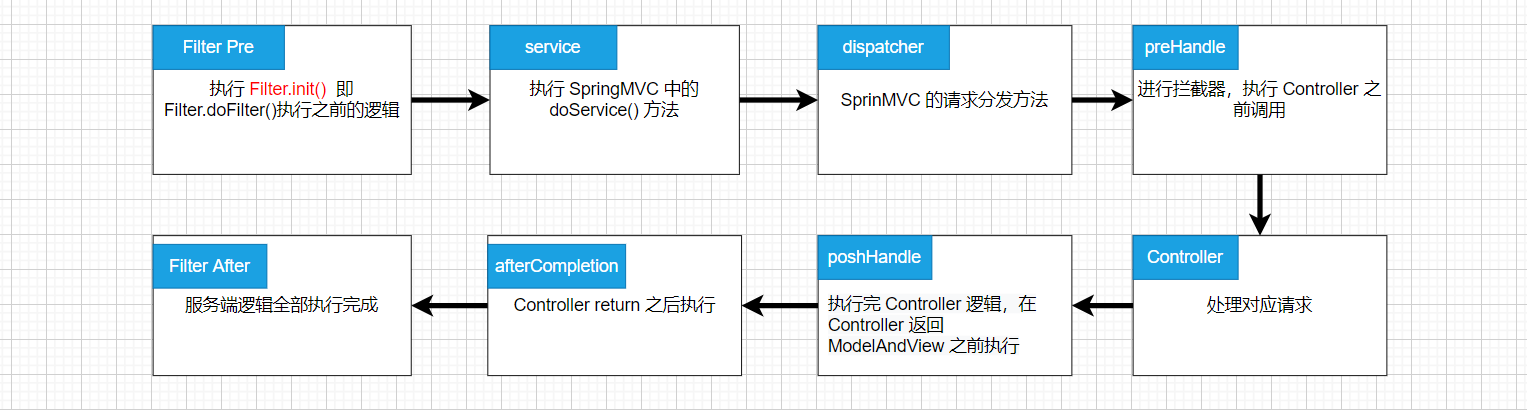 Filter Pre
执行 Filter.init() 即
Filter.doFilter()执行之前的逻辑
service
执行 SpringMVC 中的
doService() 方法
dispatcher
SprinMVC 的请求分发方法
preHandle
进行拦截器，执行 Controller 之
前调用
Controller
处理对应请求
poshHandle
执行完 Controller 逻辑，在
Controller 返回
ModelAndView 之前执行
afterCompletion
Controller return 之后执行
Filter After
服务端逻辑全部执行完成